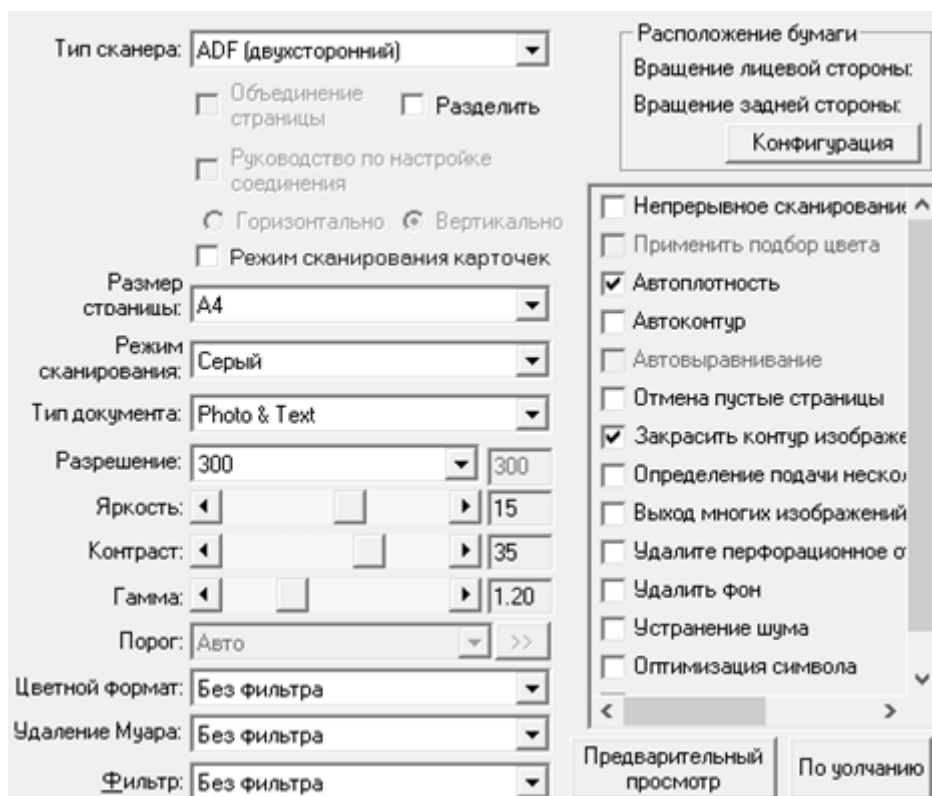 Тип сканера: ADF (двухсторонний)
Объединение
страницы
Разделить
Руководство по настройке
соединения
Горизонтально Вертикально
Режим сканирования карточек
Размер
страницы: A4
Режим
сканирования: Серый
Тип документа: Photo & Text
Разрешение: 300 300
Яркость: 15
Контраст: 35
Гамма: 1.20
Порог: Авто >>
Цветной формат: Без фильтра
Удаление Муара: Без фильтра
Фильтр: Без фильтра
Расположение бумаги
Вращение лицевой стороны:
Вращение задней стороны:
Конфигурация
Непрерывное сканирование
Применить подбор цвета
Автоплотность
Автоконтур
Автовыравнивание
Отмена пустые страницы
Закрасить контур изображе
Определение подачи неско
Выход многих изображений
Удалите перфорационное о
Удалить фон
Устранение шума
Оптимизация символа
Предварительный
просмотр
По уолчанию